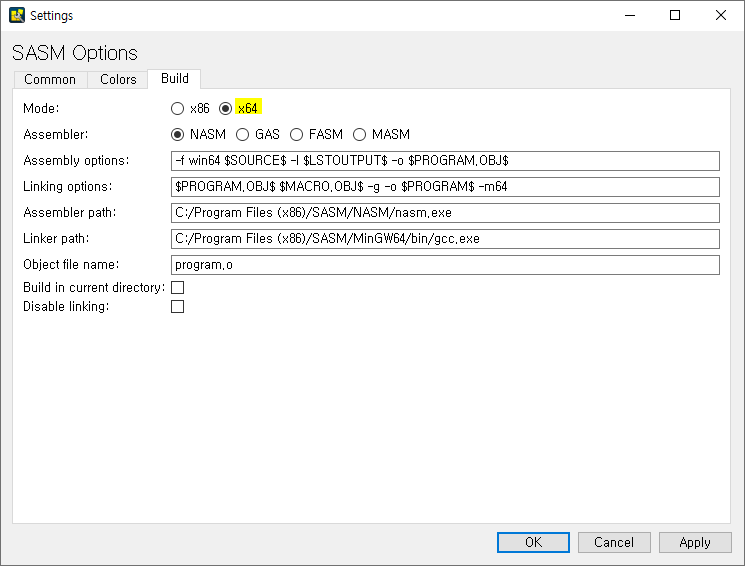 Settings
SASM Options
Common Colors Build
Mode: x86 x64
Assembler: NASM GAS FASM MASM
Assembly options: -f win64 $SOURCE$ -l $LSTOUTPUT$ -o $PROGRAM.OBJ$
Linking options: $PROGRAM.OBJ$ $MACRO.OBJ$ -g -o $PROGRAM$ -m64
Assembler path: C:/Program Files (x86)/SASM/NASM/nasm.exe
Linker path: C:/Program Files (x86)/SASM/MinGW64/bin/gcc.exe
Object file name: program.o
Build in current directory:
Disable linking:
OK Cancel Apply